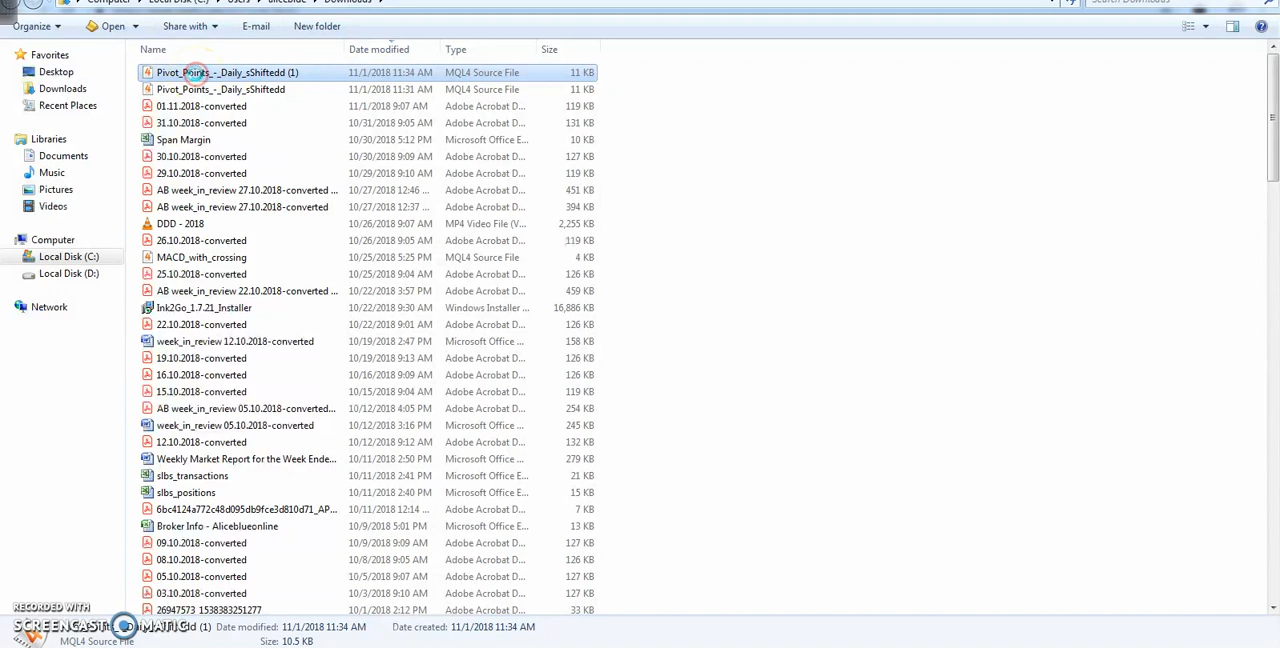 Computer Local Disk (C:) Users aliceblue Downloads Search Downloads
Organize Open Share with E-mail New folder
Name Date modified Type Size
Favorites
Desktop
Downloads
Recent Places
Libraries
Documents
Music
Pictures
Videos
Computer
Local Disk (C:)
Local Disk (D:)
Network
Pivot_Points_-_Daily_sShiftedd (1) 11/1/2018 11:34 AM MQL4 Source File 11 KB
Pivot_Points_-_Daily_sShiftedd 11/1/2018 11:31 AM MQL4 Source File 11 KB
01.11.2018-converted 11/1/2018 9:07 AM Adobe Acrobat D... 119 KB
31.10.2018-converted 10/31/2018 9:05 AM Adobe Acrobat D... 131 KB
Span Margin 10/30/2018 5:12 PM Microsoft Office E... 10 KB
30.10.2018-converted 10/30/2018 9:09 AM Adobe Acrobat D... 127 KB
29.10.2018-converted 10/29/2018 9:10 AM Adobe Acrobat D... 119 KB
AB week_in_review 27.10.2018-converted ... 10/27/2018 12:46 ... Adobe Acrobat D... 451 KB
AB week_in_review 27.10.2018-converted 10/27/2018 12:37 ... Adobe Acrobat D... 394 KB
DDD - 2018 10/26/2018 9:07 AM MP4 Video File (V... 2,255 KB
26.10.2018-converted 10/26/2018 9:05 AM Adobe Acrobat D... 119 KB
MACD_with_crossing 10/25/2018 5:25 PM MQL4 Source File 4 KB
25.10.2018-converted 10/25/2018 9:04 AM Adobe Acrobat D... 126 KB
AB week_in_review 22.10.2018-converted ... 10/22/2018 3:57 PM Adobe Acrobat D... 459 KB
Ink2Go_1.7.21_Installer 10/22/2018 9:30 AM Windows Installer ... 16,886 KB
22.10.2018-converted 10/22/2018 9:01 AM Adobe Acrobat D... 126 KB
week_in_review 12.10.2018-converted 10/19/2018 2:47 PM Microsoft Office ... 158 KB
19.10.2018-converted 10/19/2018 9:13 AM Adobe Acrobat D... 126 KB
16.10.2018-converted 10/16/2018 9:09 AM Adobe Acrobat D... 126 KB
15.10.2018-converted 10/15/2018 9:04 AM Adobe Acrobat D... 126 KB
AB week_in_review 05.10.2018-converted... 10/12/2018 4:05 PM Adobe Acrobat D... 254 KB
week_in_review 05.10.2018-converted 10/12/2018 3:16 PM Microsoft Office ... 245 KB
12.10.2018-converted 10/12/2018 9:12 AM Adobe Acrobat D... 132 KB
Weekly Market Report for the Week Ende... 10/11/2018 2:50 PM Microsoft Office ... 279 KB
slbs_transactions 10/11/2018 2:41 PM Microsoft Office E... 21 KB
slbs_positions 10/11/2018 2:40 PM Microsoft Office E... 15 KB
6bc4124a772c48d095db9fce3d810d71_AP... 10/11/2018 12:14 ... Adobe Acrobat D... 7 KB
Broker Info - Aliceblueonline 10/9/2018 5:01 PM Microsoft Office E... 13 KB
09.10.2018-converted 10/9/2018 9:09 AM Adobe Acrobat D... 127 KB
08.10.2018-converted 10/8/2018 9:05 AM Adobe Acrobat D... 127 KB
05.10.2018-converted 10/5/2018 9:07 AM Adobe Acrobat D... 127 KB
03.10.2018-converted 10/3/2018 9:10 AM Adobe Acrobat D... 127 KB
26947573 1538383251277 10/1/2018 2:12 PM Adobe Acrobat D... 33 KB
RECORDED WITH
SCREENCAST MATIC (1) Date modified: 11/1/2018 11:34 AM Date created: 11/1/2018 11:34 AM
MQL4 Source File Size: 10.5 KB